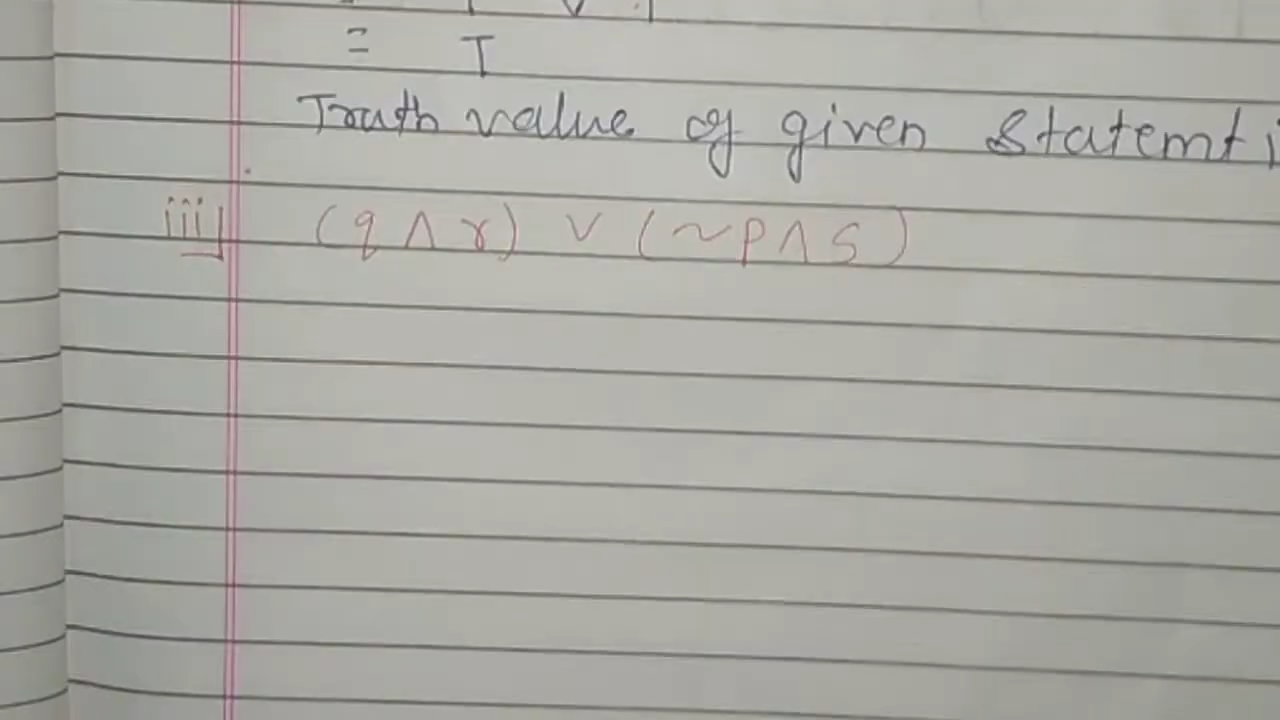 = T
Truth value of given Statemt
iii] (q ∧ r) ∨ (~p ∧ s)